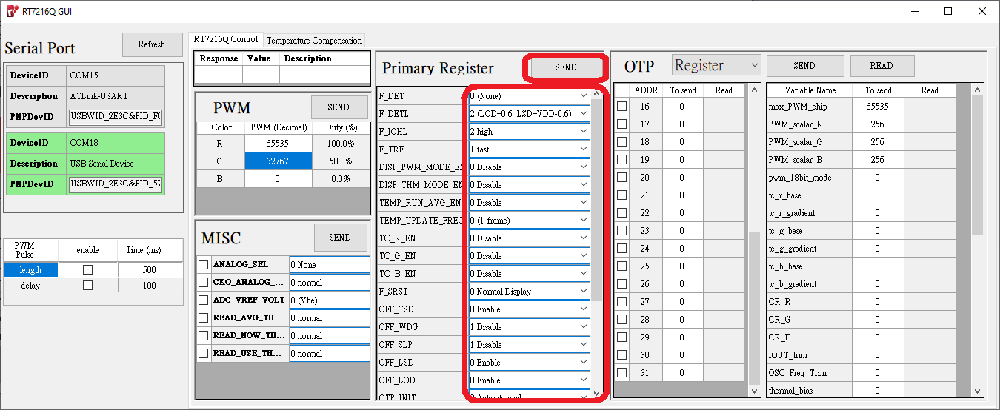 RT7216Q GUI
Serial Port
Refresh
DeviceID COM15
Description ATLink-USART
PNPDevID USB\VID_2E3C&PID_F0
DeviceID COM18
Description USB Serial Device
PNPDevID USB\VID_2E3C&PID_57
PWM Pulse enable Time (ms)
length 500
delay 100
RT7216Q Control Temperature Compensation
Response Value Description
PWM SEND
Color PWM (Decimal) Duty (%)
R 65535 100.0%
G 32767 50.0%
B 0 0.0%
MISC SEND
ANALOG_SEL 0 None
CKO_ANALOG_... 0 normal
ADC_VREF_VOLT 0 (Vbe)
READ_AVG_TH... 0 normal
READ_NOW_TH... 0 normal
READ_USE_TH... 0 normal
Primary Register SEND
F_DET 0 (None)
F_DETL 2 (LOD=0.6 LSD=VDD-0.6)
F_IOHL 2 high
F_TRF 1 fast
DISP_PWM_MODE_EN 0 Disable
DISP_THM_MODE_EN 0 Disable
TEMP_RUN_AVG_EN 0 Disable
TEMP_UPDATE_FREQ 0 (1-frame)
TC_R_EN 0 Disable
TC_G_EN 0 Disable
TC_B_EN 0 Disable
F_SRST 0 Normal Display
OFF_TSD 0 Enable
OFF_WDG 1 Disable
OFF_SLP 1 Disable
OFF_LSD 0 Enable
OFF_LOD 0 Enable
OTP_INIT 0 Activate mod
OTP Register SEND READ
ADDR To send Read
16 0
17 0
18 0
19 0
20 0
21 0
22 0
23 0
24 0
25 0
26 0
27 0
28 0
29 0
30 0
31 0
Variable Name To send Read
max_PWM_chip 65535
PWM_scalar_R 256
PWM_scalar_G 256
PWM_scalar_B 256
pwm_18bit_mode 0
tc_r_base 0
tc_r_gradient 0
tc_g_base 0
tc_g_gradient 0
tc_b_base 0
tc_b_gradient 0
CR_R 0
CR_G 0
CR_B 0
IOUT_trim 0
OSC_Freq_Trim 0
thermal_bias 0